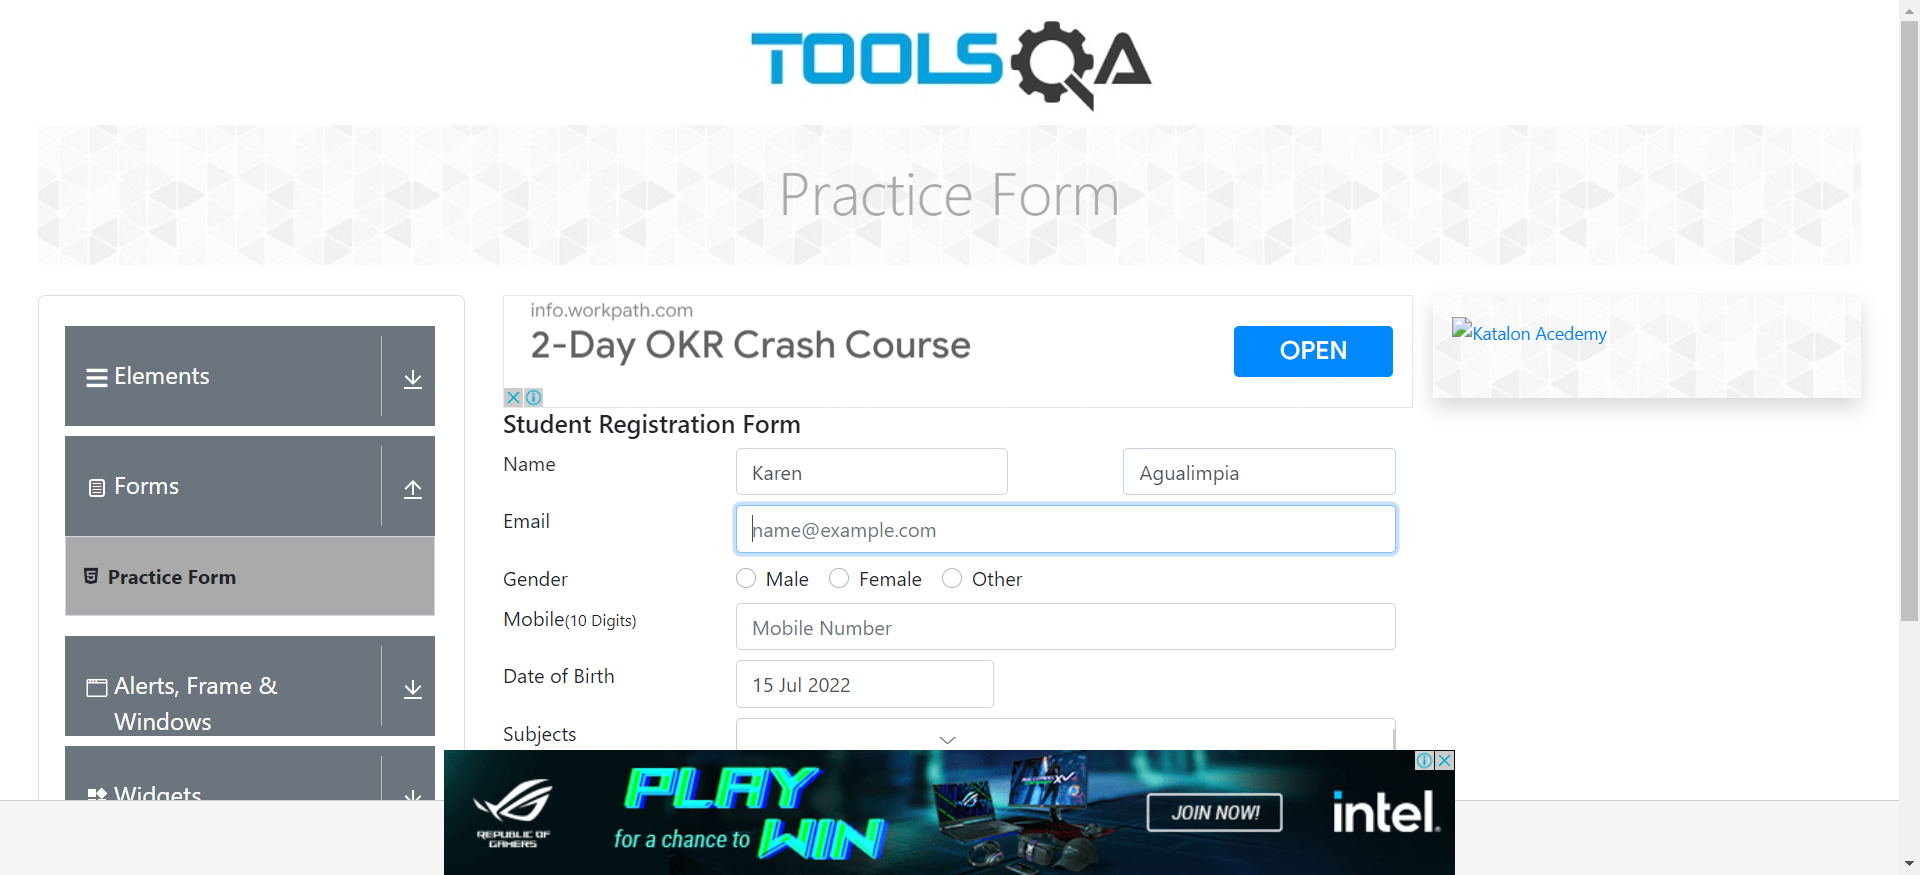 TOOLSQA
Practice Form
Elements
Forms
Practice Form
Alerts, Frame &
Windows
Widgets
info.workpath.com
2-Day OKR Crash Course
OPEN
Student Registration Form
Name
Karen
Agualimpia
Email
name@example.com
Gender
Male
Female
Other
Mobile(10 Digits)
Mobile Number
Date of Birth
15 Jul 2022
Subjects
Katalon Acedemy
REPUBLIC OF
GAMERS
PLAY
for a chance to WIN
JOIN NOW!
intel.